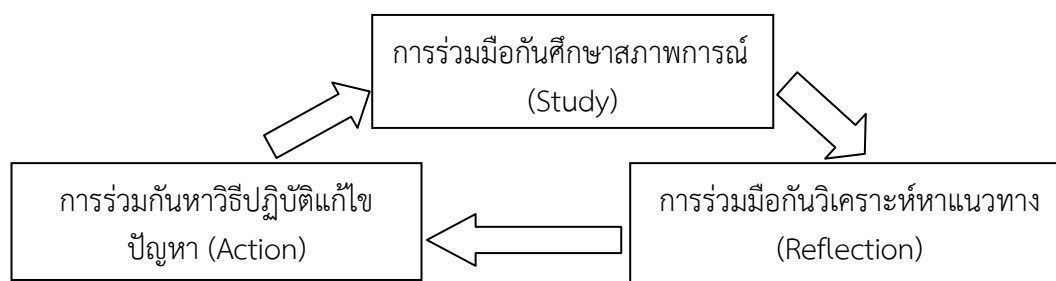 การร่วมมือกันศึกษาสภาพการณ์
(Study)
การร่วมกันหาวิธีปฏิบัติแก้ไข
ปัญหา (Action)
การร่วมมือกันวิเคราะห์หาแนวทาง
(Reflection)